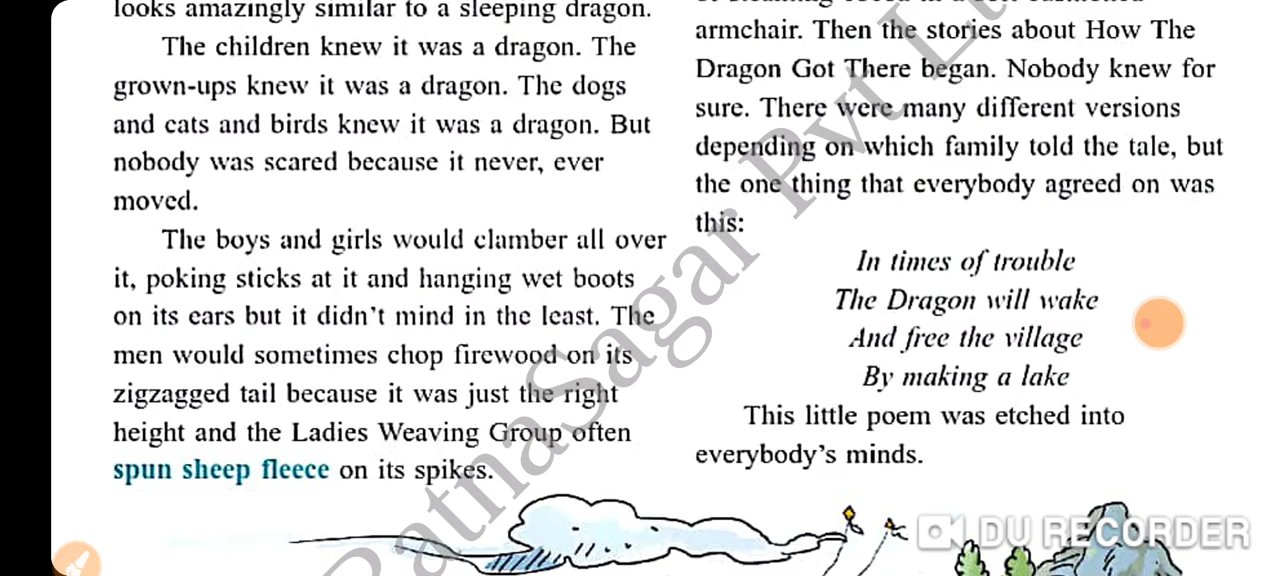 looks amazingly similar to a sleeping dragon.
The children knew it was a dragon. The
grown-ups knew it was a dragon. The dogs
and cats and birds knew it was a dragon. But
nobody was scared because it never, ever
moved.
The boys and girls would clamber all over
it, poking sticks at it and hanging wet boots
on its ears but it didn't mind in the least. The
men would sometimes chop firewood on its
zigzagged tail because it was just the right
height and the Ladies Weaving Group often
spun sheep fleece on its spikes.
armchair. Then the stories about How The
Dragon Got There began. Nobody knew for
sure. There were many different versions
depending on which family told the tale, but
the one thing that everybody agreed on was
this:
In times of trouble
The Dragon will wake
And free the village
By making a lake
This little poem was etched into
everybody's minds.
RatnaSagar Pvt
DU RECORDER